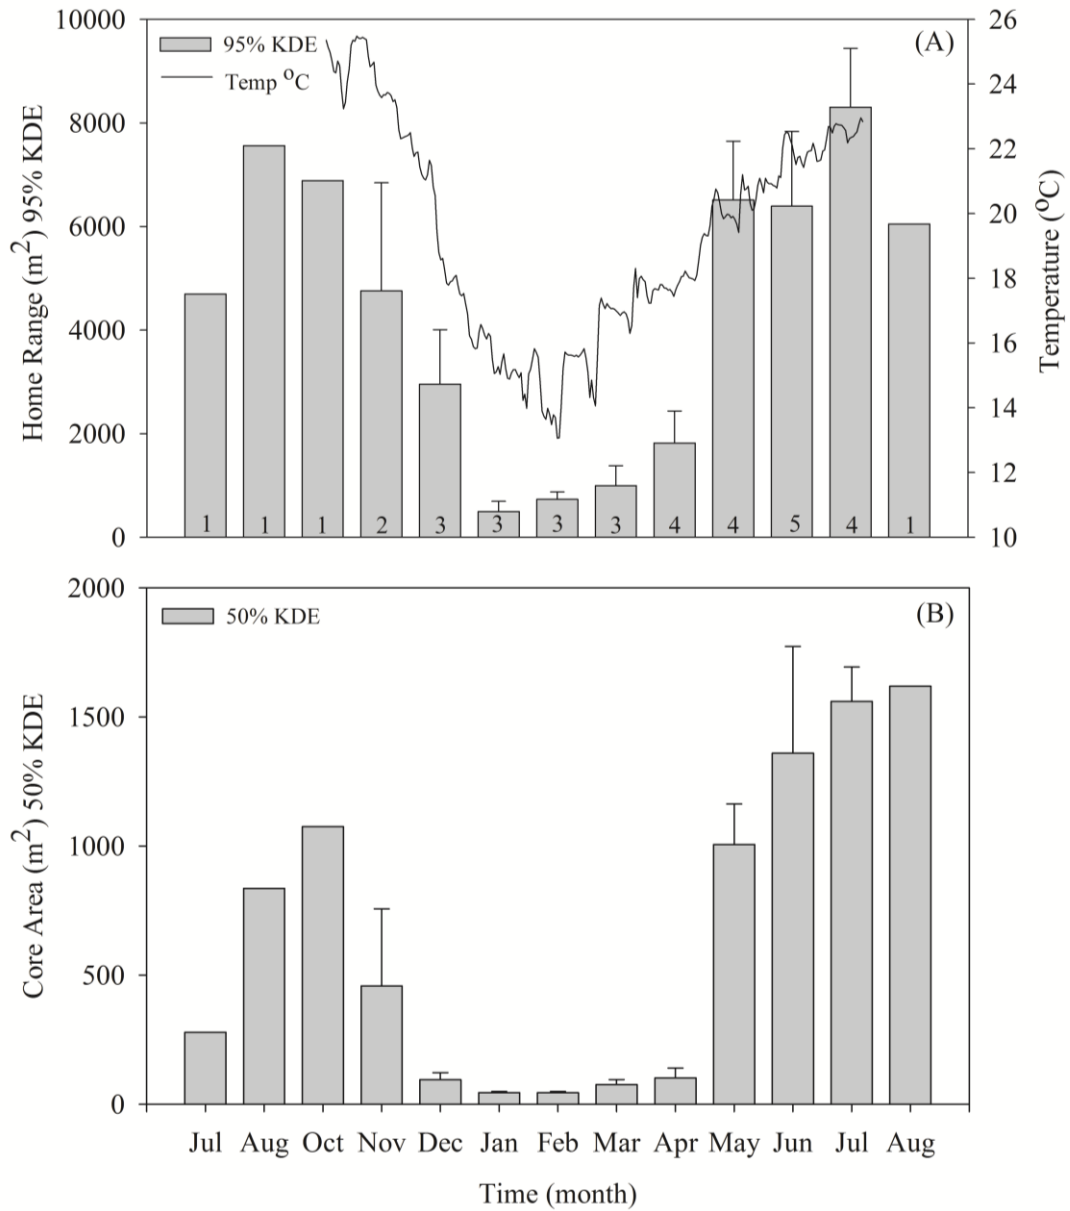 10000
8000
6000
4000
2000
0
Home Range (m2) 95% KDE
95% KDE
Temp oC
(A)
26
24
22
20
18
16
14
12
10
Temperature (oC)
1 1 1 2 3 3 3 3 4 4 5 4 1
2000
1500
1000
500
0
Core Area (m2) 50% KDE
50% KDE
(B)
Jul Aug Oct Nov Dec Jan Feb Mar Apr May Jun Jul Aug
Time (month)